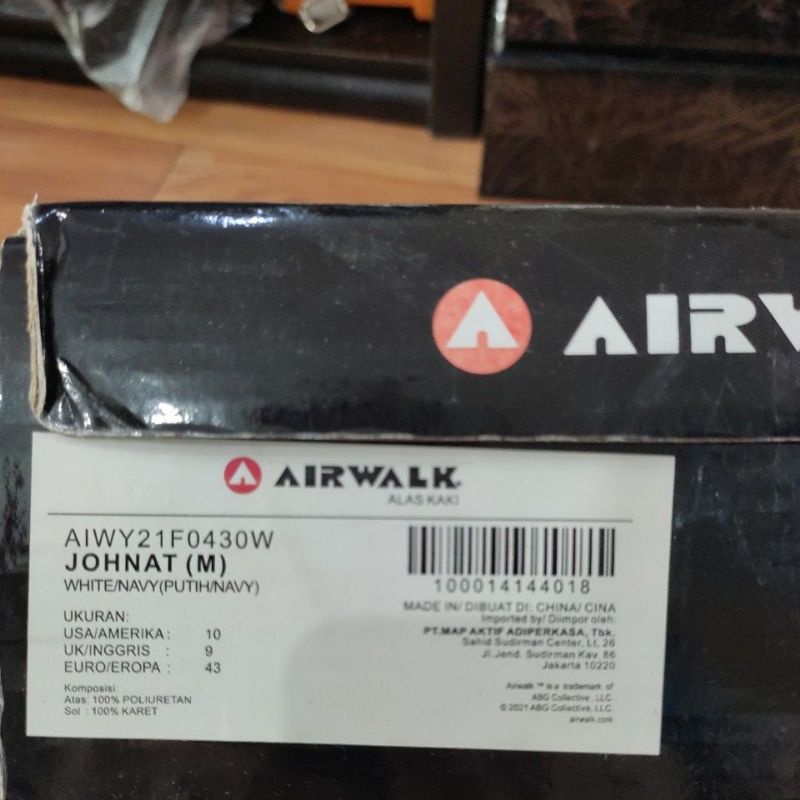 AIRW
AIRWALK
ALAS KAKI
AIWY21F0430W
JOHNAT (M)
WHITE/NAVY(PUTIH/NAVY)
UKURAN:
USA/AMERIKA : 10
UK/INGGRIS : 9
EURO/EROPA : 43
Komposisi:
Atas: 100% POLIURETAN
Sol : 100% KARET
100014144018
MADE IN/ DIBUAT DI: CHINA/ CINA
Imported by/ Diimpor oleh:
PT.MAP AKTIF ADIPERKASA, Tbk.
Sahid Sudirman Center, Lt. 26
Jl.Jend. Sudirman Kav. 86
Jakarta 10220
Airwalk ™ is a trademark of
ABG Collective, LLC.
© 2021 ABG Collective, LLC.
airwalk.com